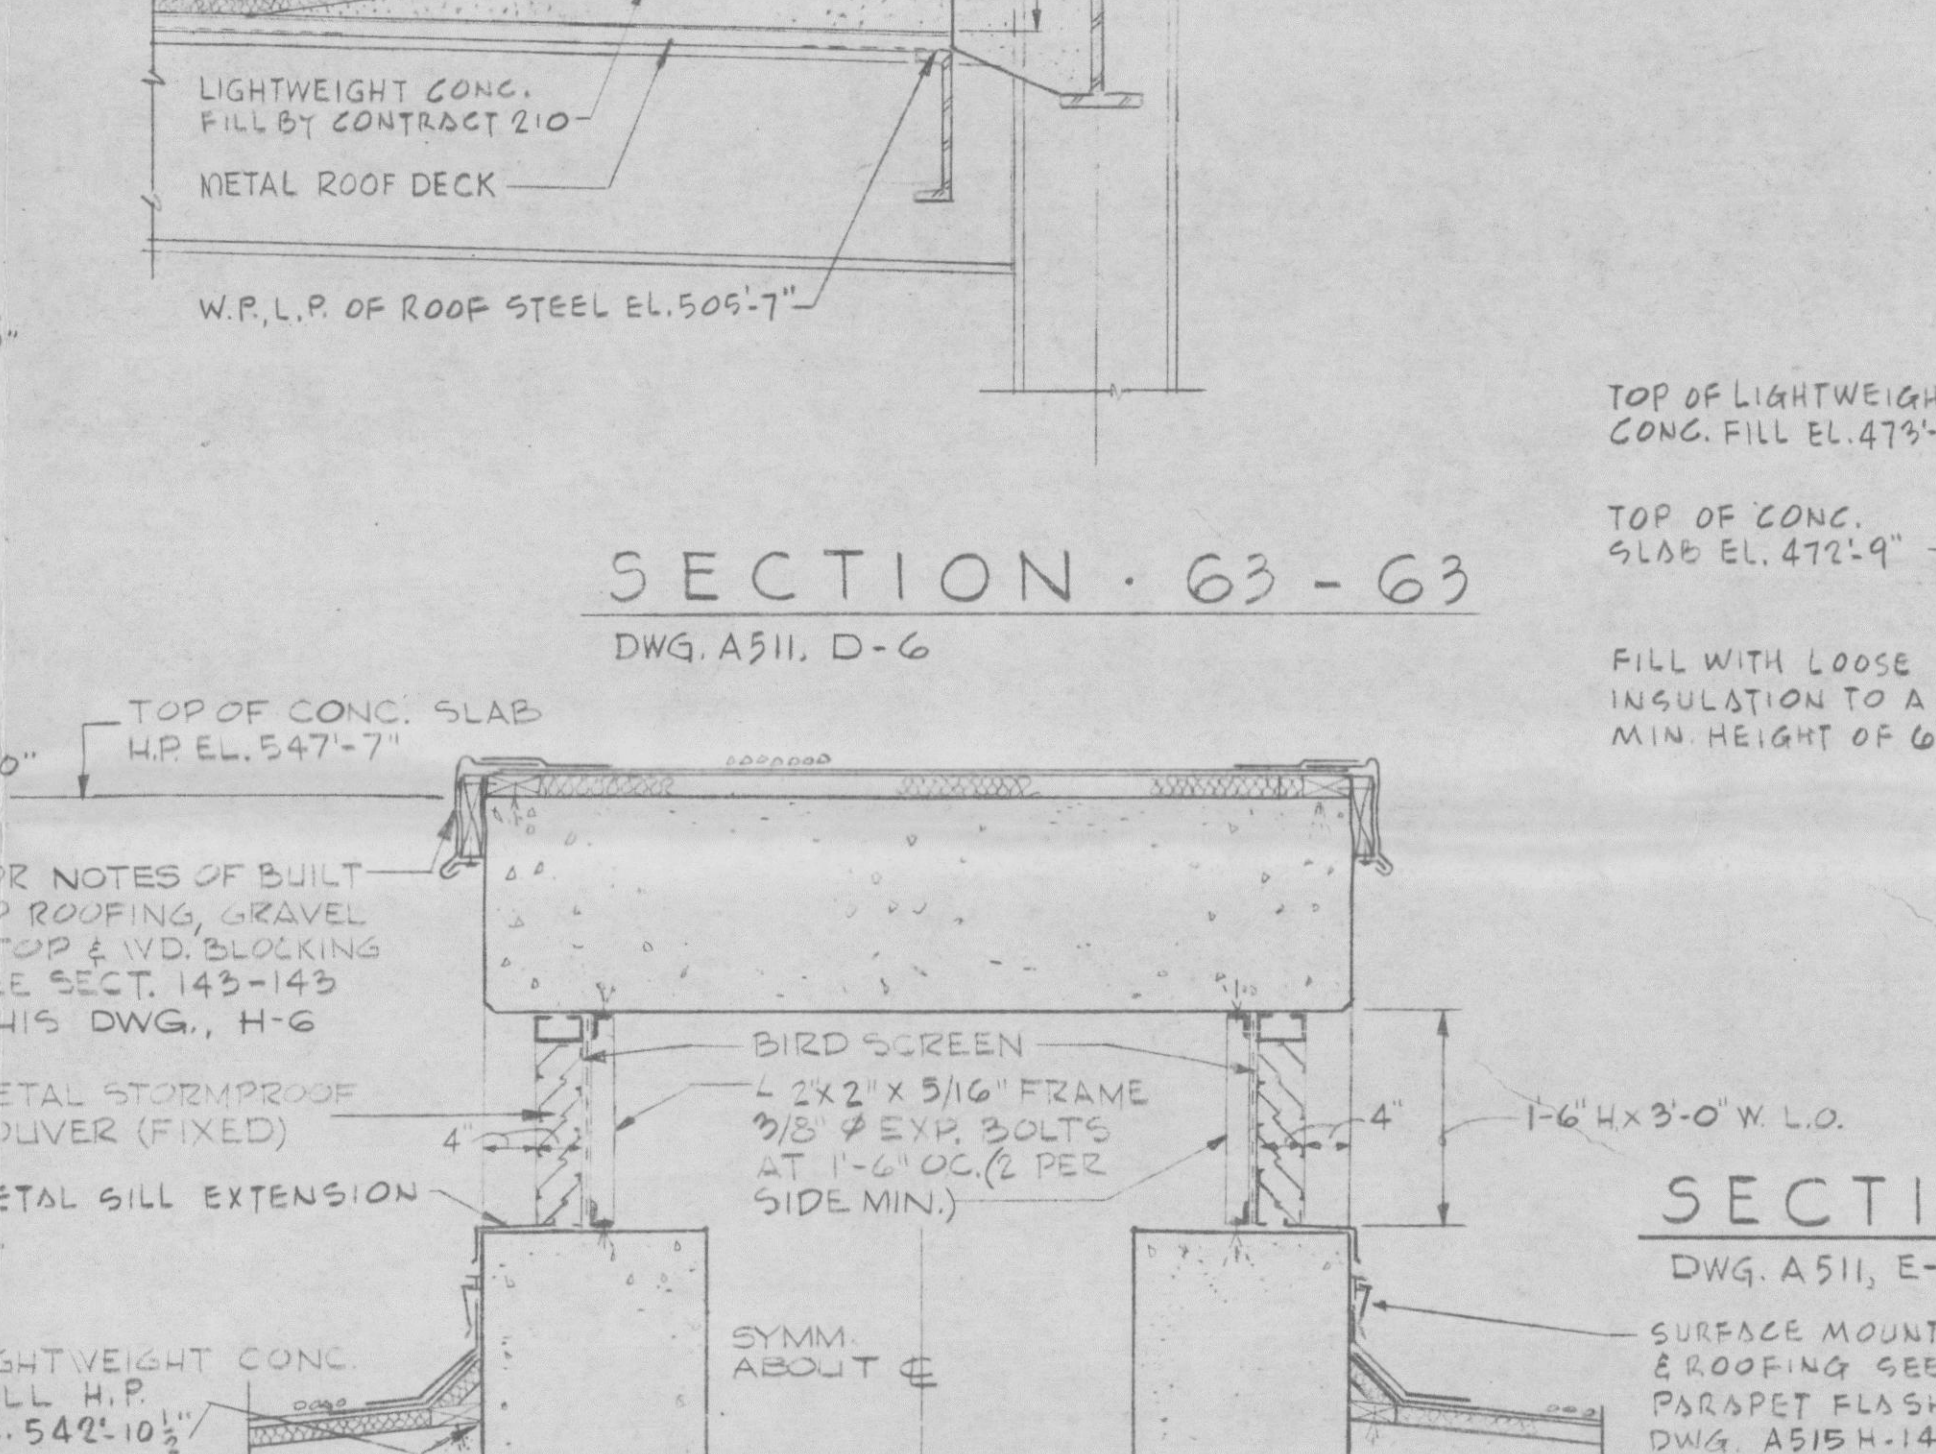 LIGHTWEIGHT CONC.
FILL BY CONTRACT 210
METAL ROOF DECK
W.P., L.P. OF ROOF STEEL EL. 505'-7"
TOP OF LIGHTWEIGH
CONC. FILL EL. 473'-
TOP OF CONC.
SLAB EL. 472'-9"
FILL WITH LOOSE
INSULATION TO A
MIN. HEIGHT OF 6
SECTION · 63 - 63
DWG. A511, D-6
TOP OF CONC. SLAB
H.P. EL. 547'-7"
0"
OR NOTES OF BUILT
P ROOFING, GRAVEL
TOP & WD. BLOCKING
EE SECT. 143-143
HIS DWG., H-6
ETAL STORMPROOF
OUVER (FIXED)
4"
ETAL SILL EXTENSION
BIRD SCREEN
L 2"X 2" X 5/16" FRAME
3/8" Ø EXP. BOLTS
AT 1'-6" OC. (2 PER
SIDE MIN.)
4"
1'-6" H. x 3'-0" W. L.O.
SECTI
DWG. A511, E-
SURFACE MOUNT
& ROOFING SEE
PARAPET FLASH
DWG. A515 H-14
SYMM.
ABOUT ℄
GHTWEIGHT CONC.
LL H.P.
. 542'-10 1/2"